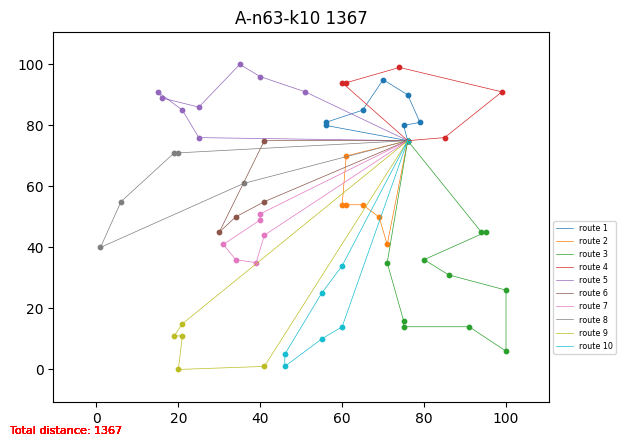 A-n63-k10 1367
100
80
60
40
20
0
0 20 40 60 80 100
route 1
route 2
route 3
route 4
route 5
route 6
route 7
route 8
route 9
route 10
Total distance: 1367